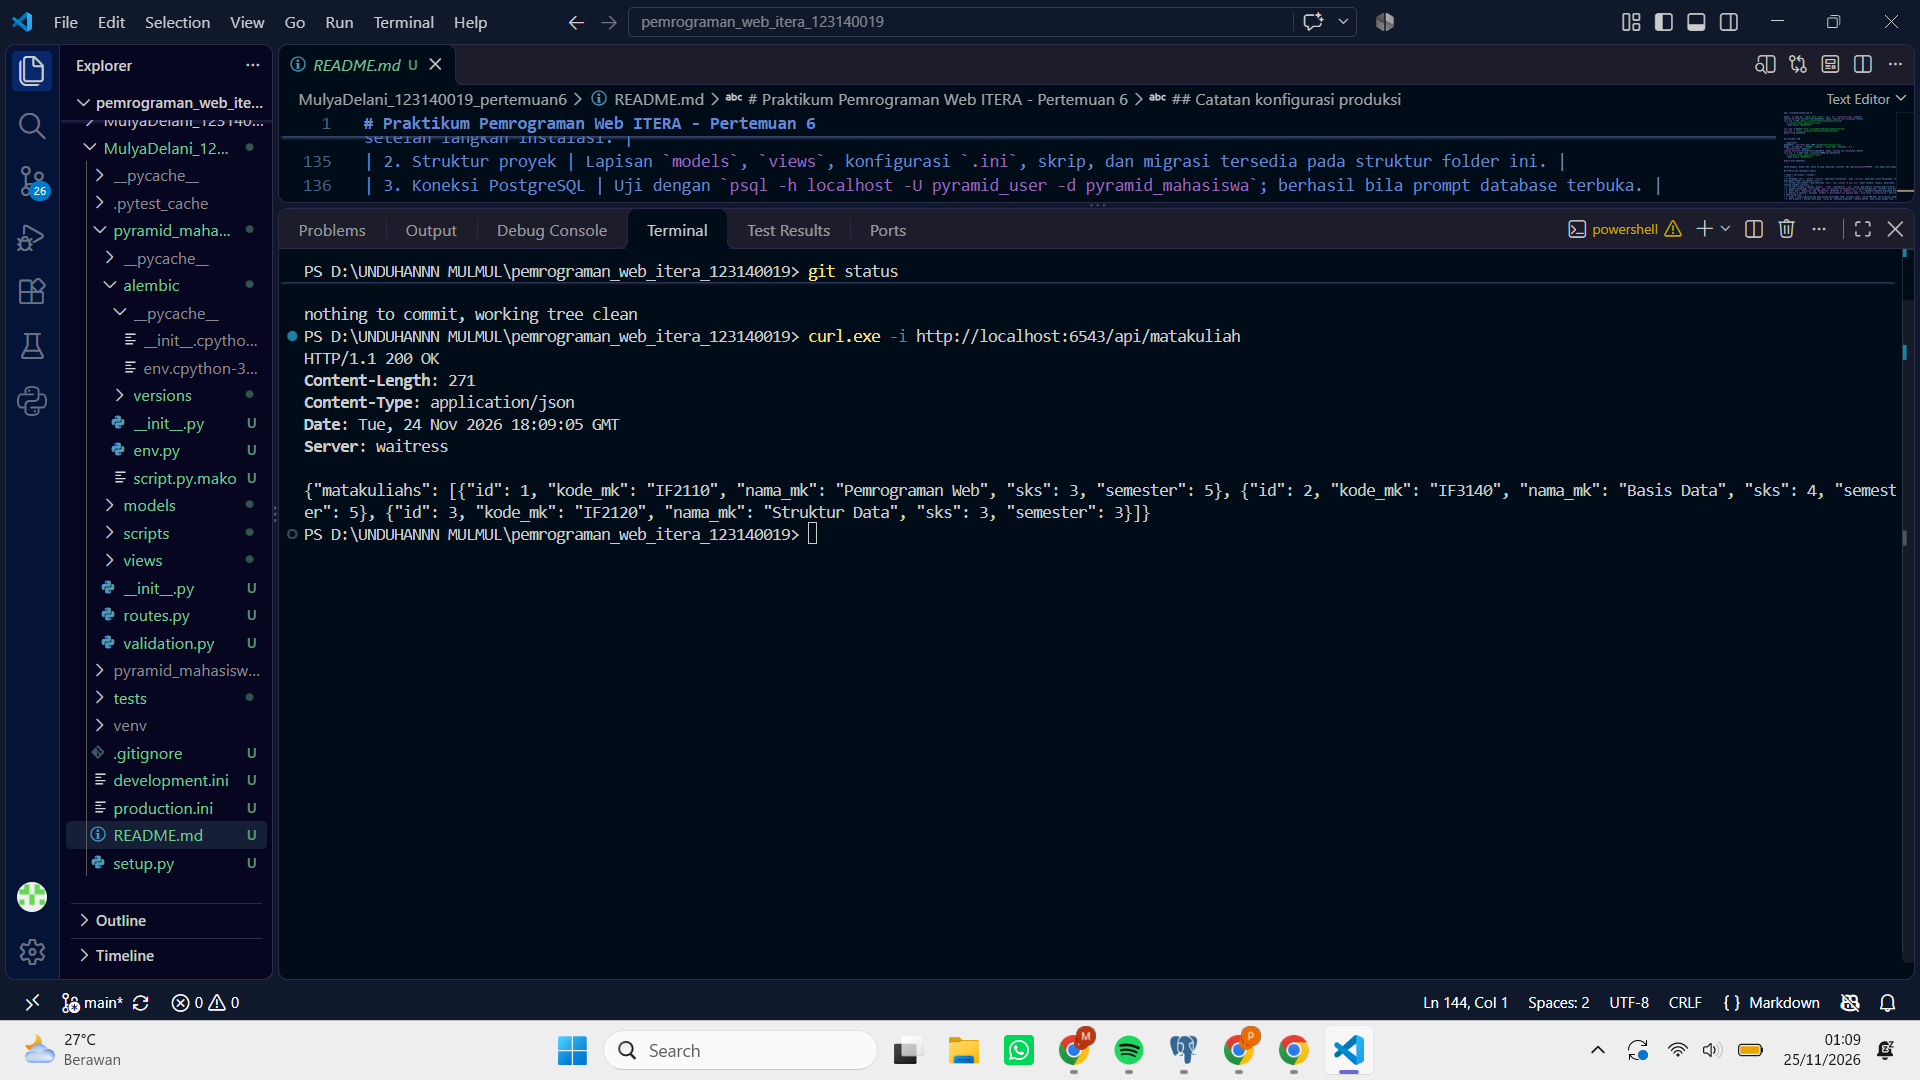 File Edit Selection View Go Run Terminal Help
pemrograman_web_itera_123140019
Explorer
README.md U
pemrograman_web_ite...
MulyaDelani_123140019_pertemuan6 > README.md > # Praktikum Pemrograman Web ITERA - Pertemuan 6 > ## Catatan konfigurasi produksi
Text Editor
MulyaDelani_12314O...
1 # Praktikum Pemrograman Web ITERA - Pertemuan 6
setelah langkah instalasi. |
135 | 2. Struktur proyek | Lapisan `models`, `views`, konfigurasi `.ini`, skrip, dan migrasi tersedia pada struktur folder ini. |
136 | 3. Koneksi PostgreSQL | Uji dengan `psql -h localhost -U pyramid_user -d pyramid_mahasiswa`; berhasil bila prompt database terbuka. |
MulyaDelani_12...
__pycache__
.pytest_cache
pyramid_maha...
__pycache__
alembic
__pycache__
__init__.cpytho...
env.cpython-3...
versions
__init__.py U
env.py U
script.py.mako U
models
scripts
views
__init__.py U
routes.py U
validation.py U
pyramid_mahasisw...
tests
venv
.gitignore U
development.ini U
production.ini U
README.md U
setup.py U
Outline
Timeline
26
Problems Output Debug Console Terminal Test Results Ports
powershell
PS D:\UNDUHANNN MULMUL\pemrograman_web_itera_123140019> git status
nothing to commit, working tree clean
PS D:\UNDUHANNN MULMUL\pemrograman_web_itera_123140019> curl.exe -i http://localhost:6543/api/matakuliah
HTTP/1.1 200 OK
Content-Length: 271
Content-Type: application/json
Date: Tue, 24 Nov 2026 18:09:05 GMT
Server: waitress
{"matakuliahs": [{"id": 1, "kode_mk": "IF2110", "nama_mk": "Pemrograman Web", "sks": 3, "semester": 5}, {"id": 2, "kode_mk": "IF3140", "nama_mk": "Basis Data", "sks": 4, "semest
er": 5}, {"id": 3, "kode_mk": "IF2120", "nama_mk": "Struktur Data", "sks": 3, "semester": 3}]}
PS D:\UNDUHANNN MULMUL\pemrograman_web_itera_123140019>
main* 0 0
Ln 144, Col 1 Spaces: 2 UTF-8 CRLF { } Markdown
27°C
Berawan
Search
M
P
01:09
25/11/2026